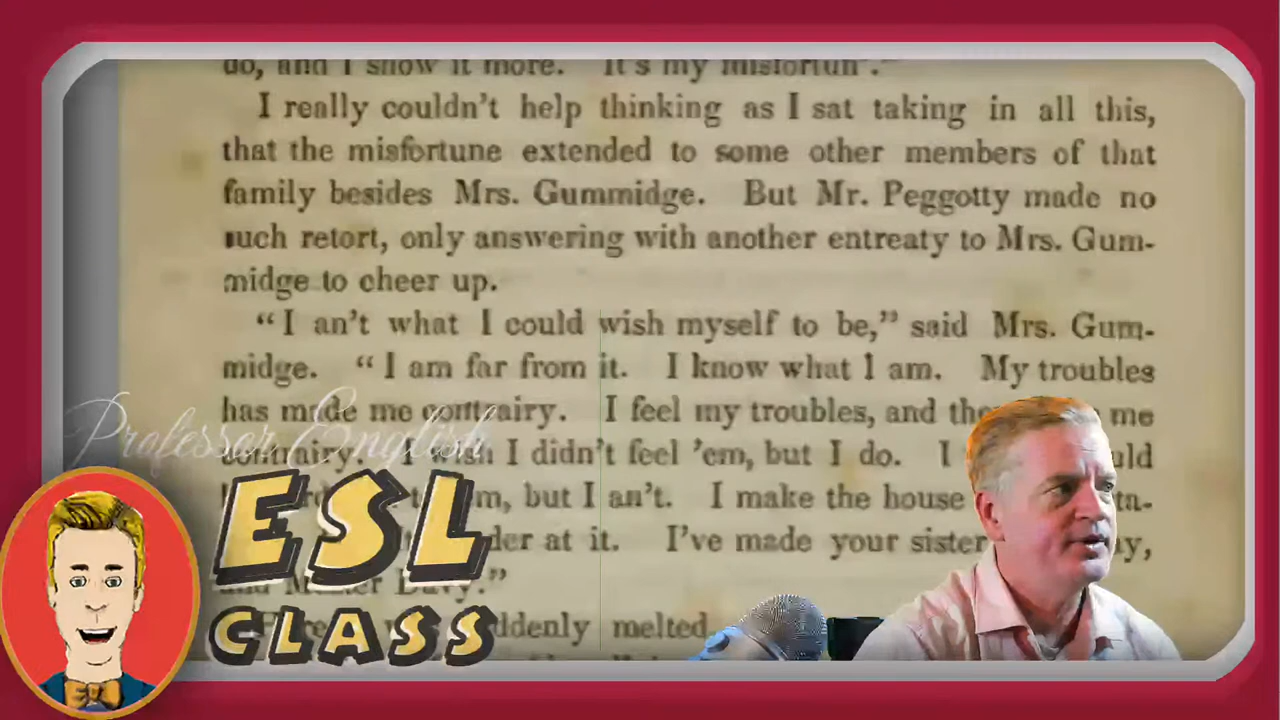 do, and I show it more. It's my misfortun'."
I really couldn't help thinking as I sat taking in all this,
that the misfortune extended to some other members of that
family besides Mrs. Gummidge. But Mr. Peggotty made no
such retort, only answering with another entreaty to Mrs. Gum-
midge to cheer up.
"I an't what I could wish myself to be," said Mrs. Gum-
midge. "I am far from it. I know what I am. My troubles
has made me contrairy. I feel my troubles, and me
contrairy. I wish I didn't feel 'em, but I do. I
but I an't. I make the house
at it. I've made your sister
and Master Davy."
melted
Professor English
ESL
CLASS